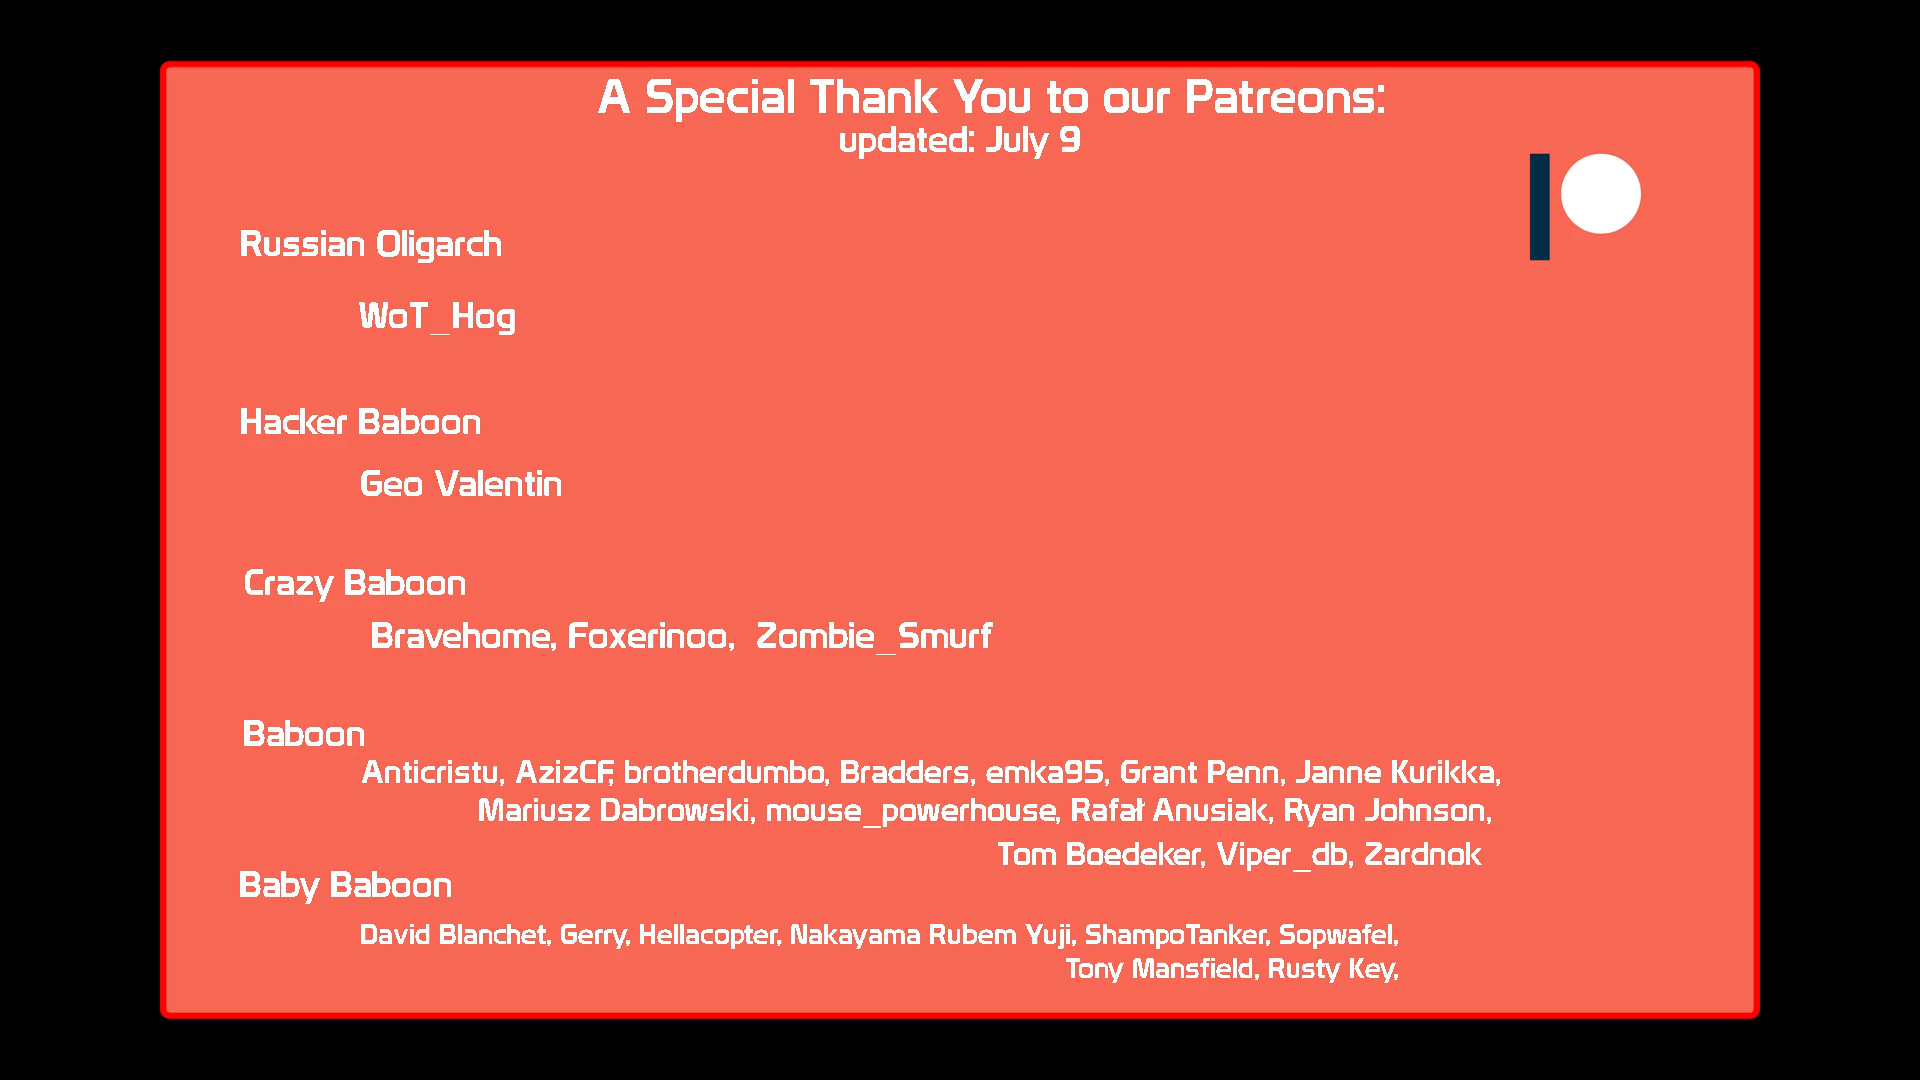 A Special Thank You to our Patreons:
updated: July 9
Russian Oligarch
WoT_Hog
Hacker Baboon
Geo Valentin
Crazy Baboon
Bravehome, Foxerinoo, Zombie_Smurf
Baboon
Anticristu, AzizCF, brotherdumbo, Bradders, emka95, Grant Penn, Janne Kurikka,
Mariusz Dabrowski, mouse_powerhouse, Rafał Anusiak, Ryan Johnson,
Tom Boedeker, Viper_db, Zardnok
Baby Baboon
David Blanchet, Gerry, Hellacopter, Nakayama Rubem Yuji, ShampoTanker, Sopwafel,
Tony Mansfield, Rusty Key,